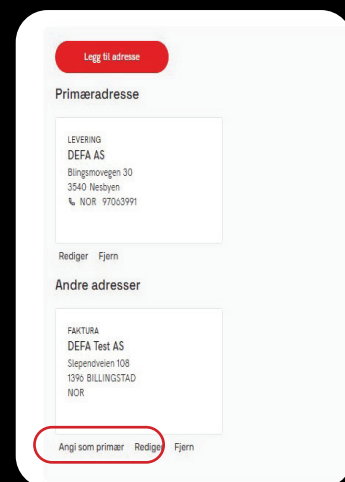 Legg til adresse
Primæradresse
LEVERING
DEFA AS
Blingsmovegen 30
3540 Nesbyen
NOR 97063991
Rediger Fjern
Andre adresser
FAKTURA
DEFA Test AS
Slependveien 108
1396 BILLINGSTAD
NOR
Angi som primær Rediger Fjern